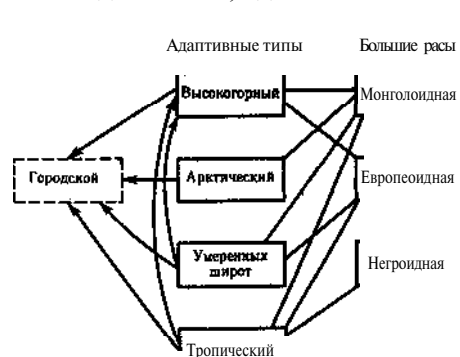 Адаптивные типы Большие расы
Высокогорный Монголоидная
Городской Арктический Европеоидная
Умеренных
широт Негроидная
Тропический